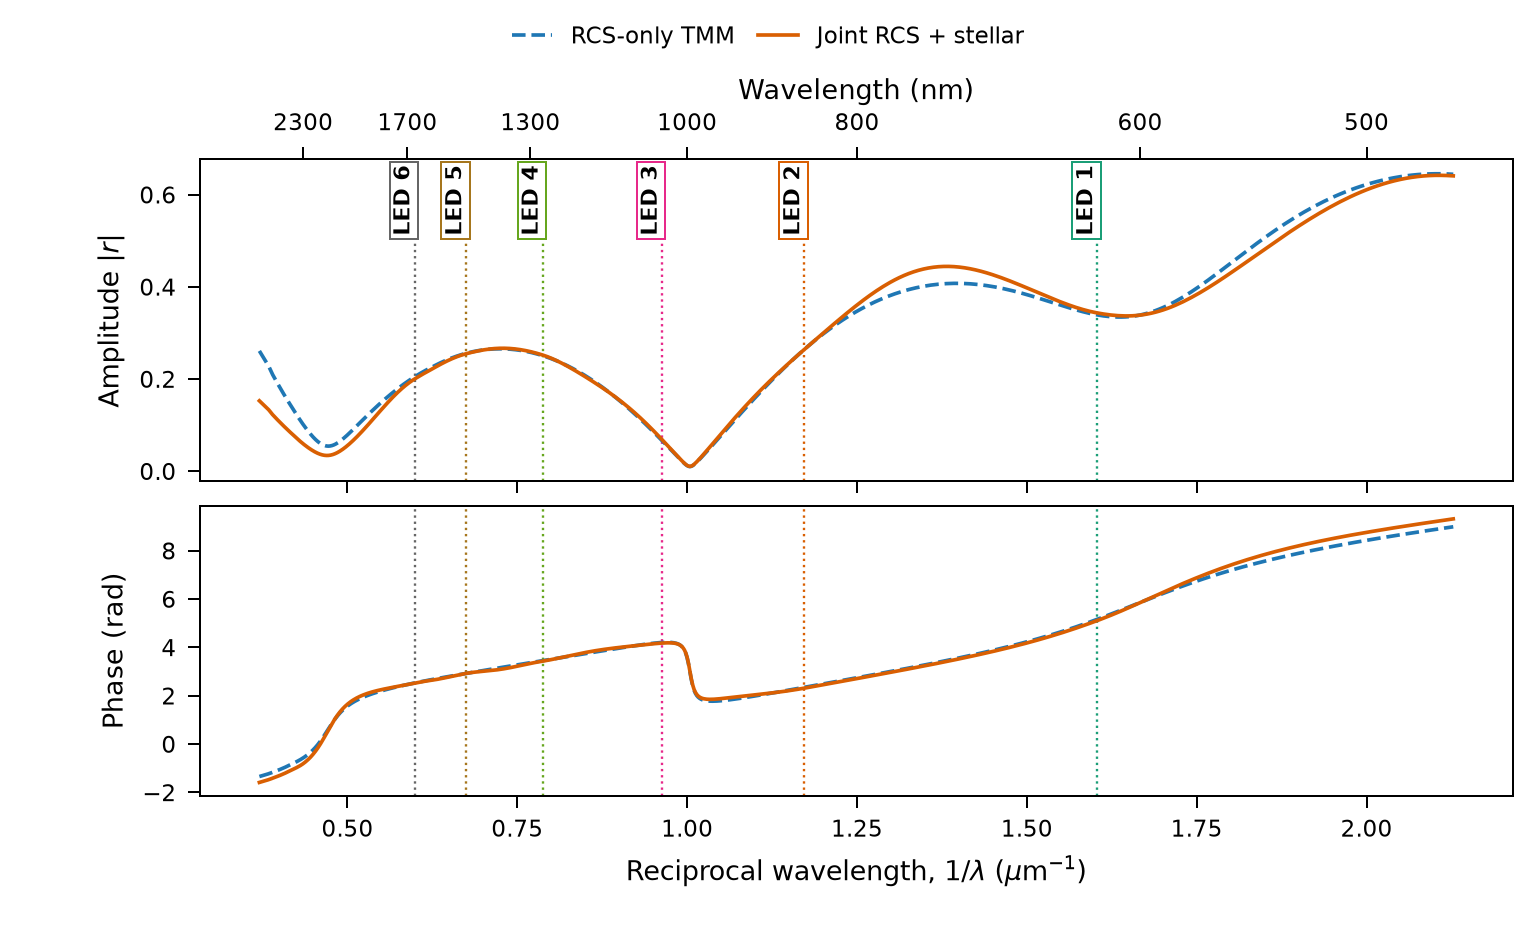 RCS-only TMM Joint RCS + stellar
Wavelength (nm)
2300 1700 1300 1000 800 600 500
LED 6 LED 5 LED 4 LED 3 LED 2 LED 1
Amplitude |r|
0.6
0.4
0.2
0.0
Phase (rad)
8
6
4
2
0
−2
0.50 0.75 1.00 1.25 1.50 1.75 2.00
Reciprocal wavelength, 1/λ (μm⁻¹)